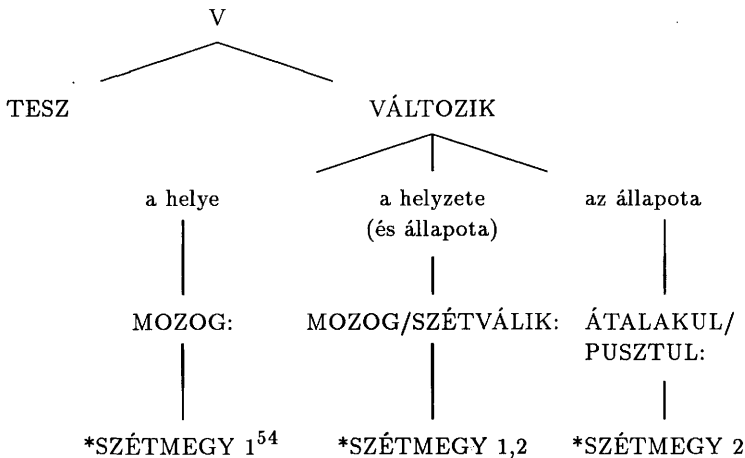 V
TESZ VÁLTOZIK
a helye a helyzete az állapota
(és állapota)
MOZOG: MOZOG/SZÉTVÁLIK: ÁTALAKUL/
PUSZTUL:
*SZÉTMEGY 1⁵⁴ *SZÉTMEGY 1,2 *SZÉTMEGY 2